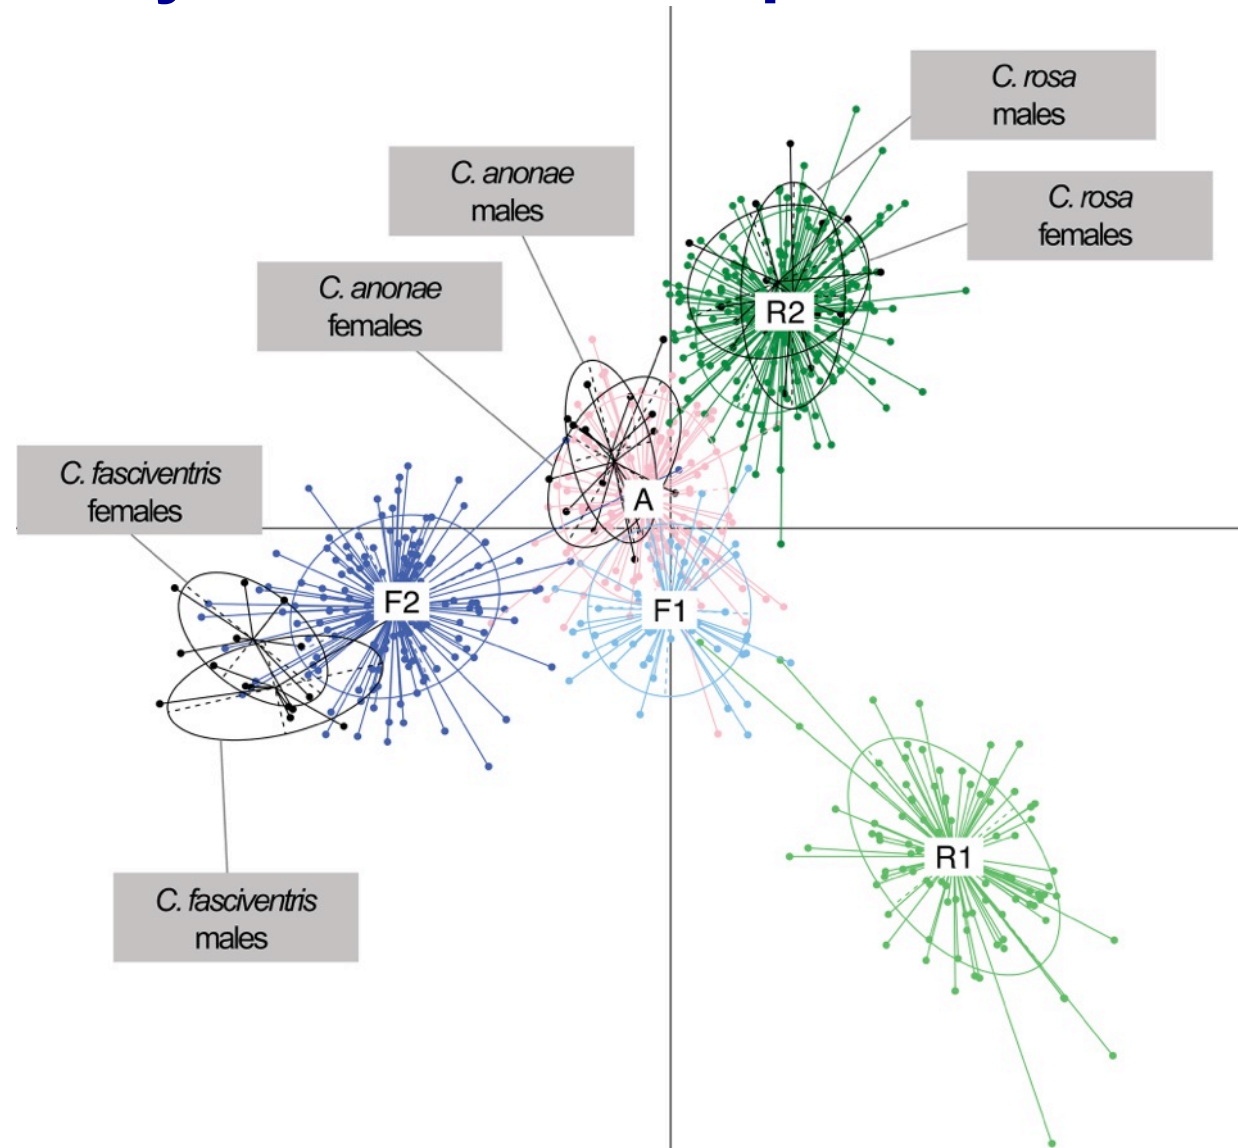 C. rosa
males
C. anonae
males
C. rosa
females
C. anonae
females
R2
C. fasciventris
females
A
F2
F1
R1
C. fasciventris
males